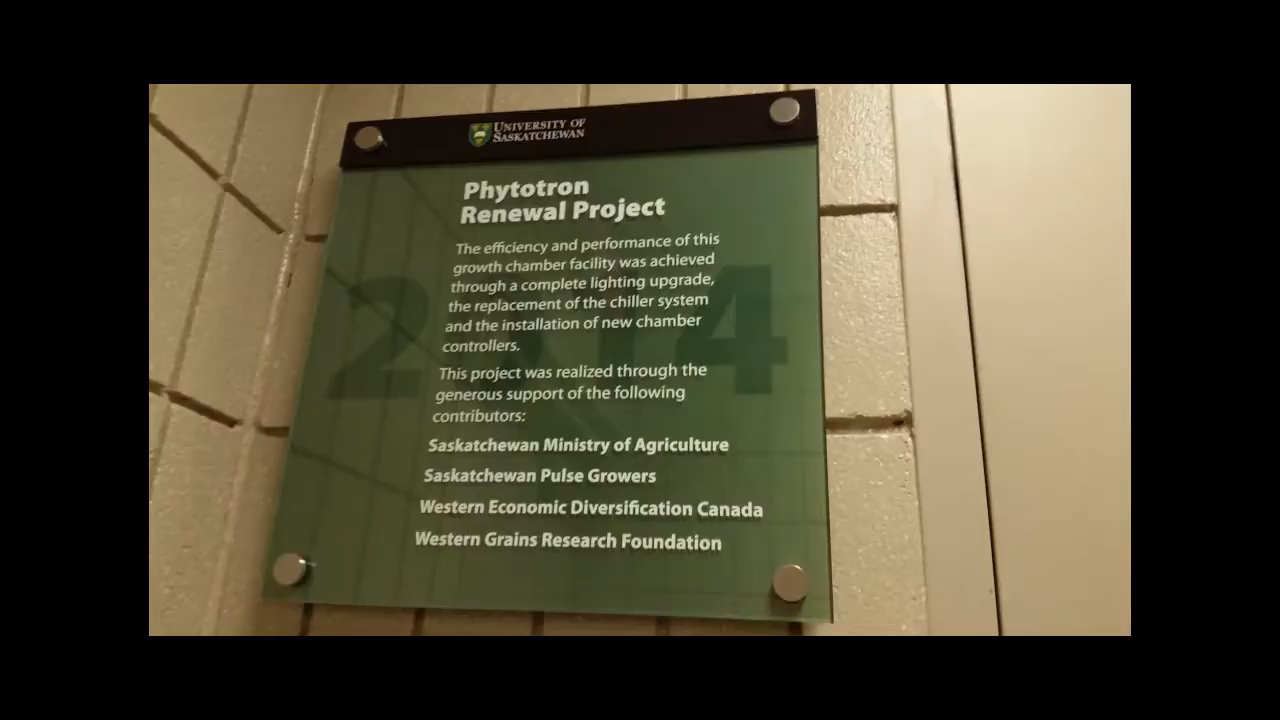 UNIVERSITY OF
SASKATCHEWAN
Phytotron
Renewal Project
The efficiency and performance of this
growth chamber facility was achieved
through a complete lighting upgrade,
the replacement of the chiller system
and the installation of new chamber
controllers.
2014
This project was realized through the
generous support of the following
contributors:
Saskatchewan Ministry of Agriculture
Saskatchewan Pulse Growers
Western Economic Diversification Canada
Western Grains Research Foundation